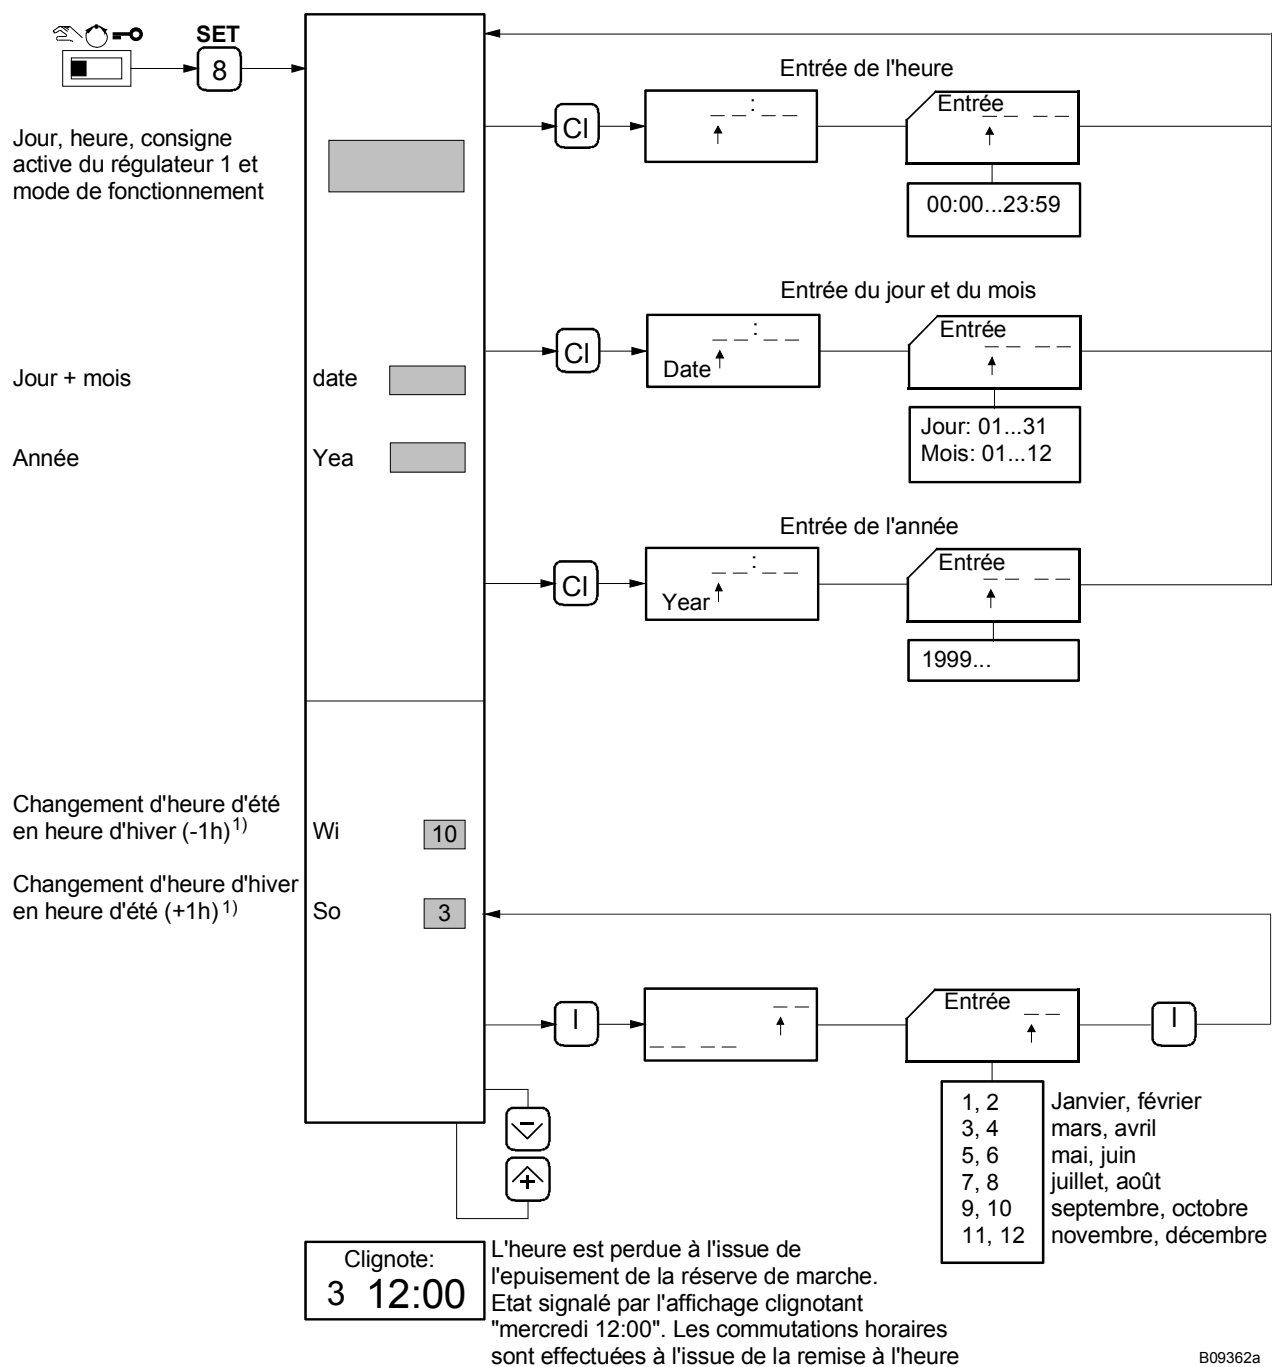 SET
8
Entrée de l'heure
CI
:
Entrée
Jour, heure, consigne
active du régulateur 1 et
mode de fonctionnement
00:00...23:59
Entrée du jour et du mois
CI
:
Date
Entrée
Jour + mois
date
Jour: 01...31
Mois: 01...12
Année
Yea
Entrée de l'année
CI
:
Year
Entrée
1999...
Changement d'heure d'été
en heure d'hiver (-1h) 1)
Wi
10
Changement d'heure d'hiver
en heure d'été (+1h) 1)
So
3
I
Entrée
I
1, 2 Janvier, février
3, 4 mars, avril
5, 6 mai, juin
7, 8 juillet, août
9, 10 septembre, octobre
11, 12 novembre, décembre
Clignote:
3 12:00
L'heure est perdue à l'issue de
l'epuisement de la réserve de marche.
Etat signalé par l'affichage clignotant
"mercredi 12:00". Les commutations horaires
sont effectuées à l'issue de la remise à l'heure
B09362a